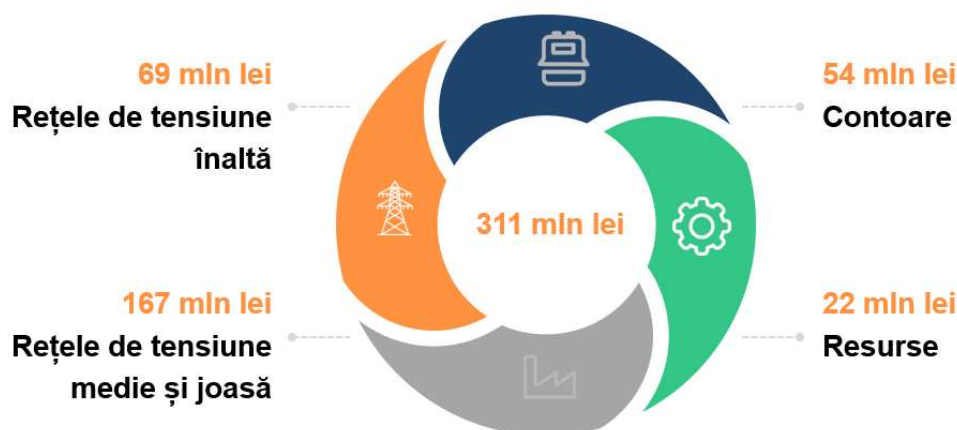 69 mln lei
Rețele de tensiune
înaltă
54 mln lei
Contoare
311 mln lei
167 mln lei
Rețele de tensiune
medie și joasă
22 mln lei
Resurse